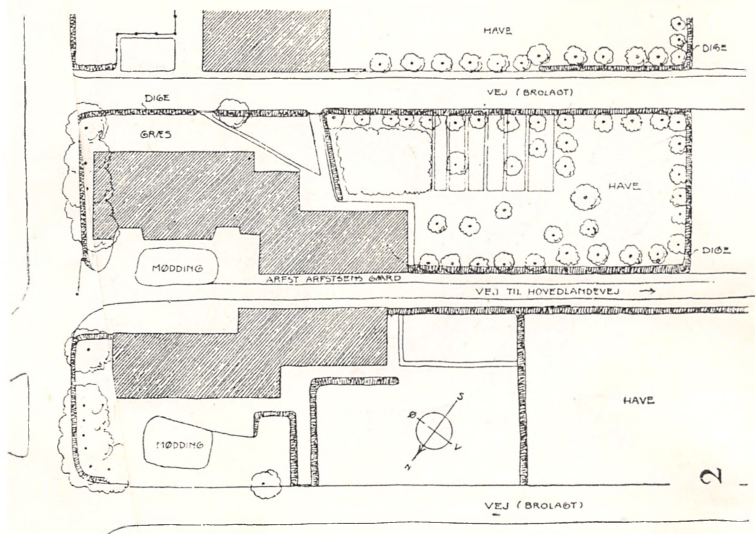 HAVE
DIGE
VEJ (BROLAGT)
DIGE
GRÆS
HAVE
DIGE
MØDDING
ARFST ARFSTSENS GÅRD
VEJ TIL HOVEDLANDEVEJ →
S
Ø
V
N
HAVE
MØDDING
2
VEJ (BROLAGT)